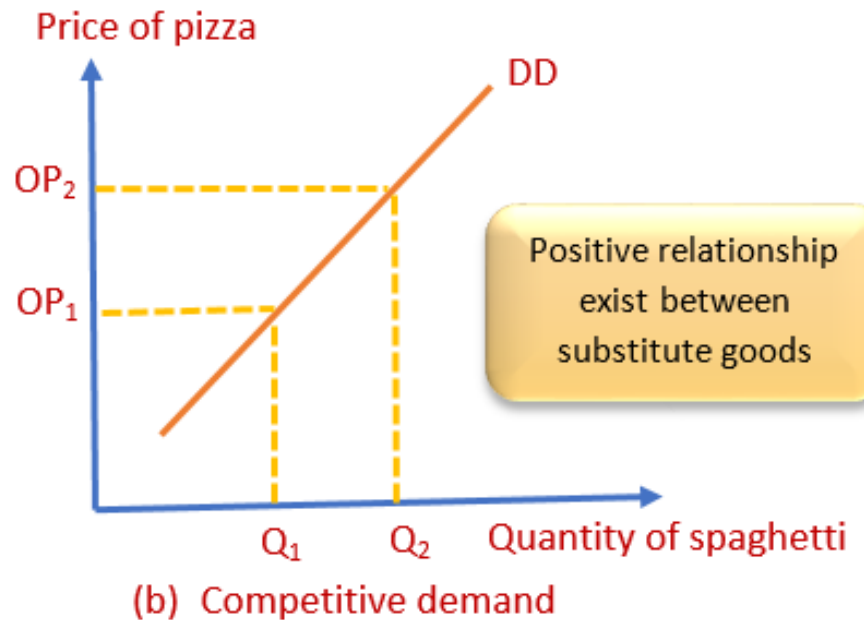 Price of pizza
DD
OP₂
OP₁
Positive relationship
exist between
substitute goods
Q₁ Q₂ Quantity of spaghetti
(b) Competitive demand